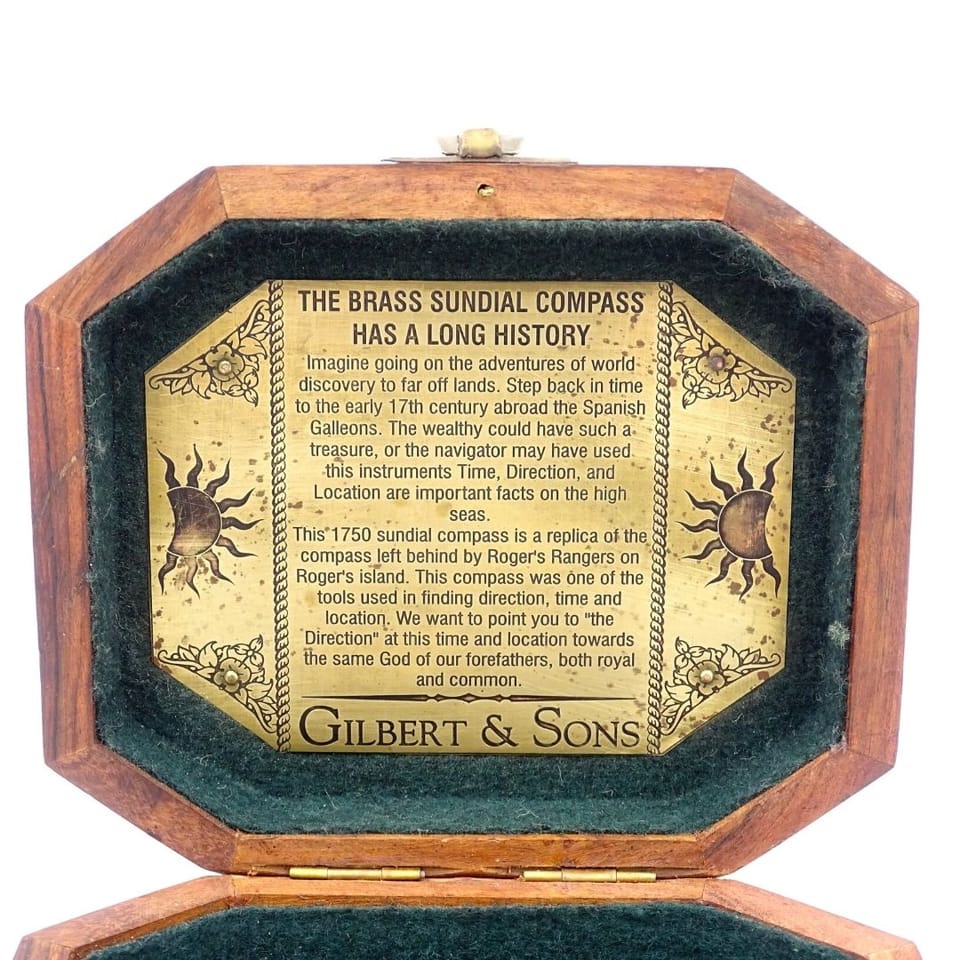 THE BRASS SUNDIAL COMPASS
HAS A LONG HISTORY
Imagine going on the adventures of world
discovery to far off lands. Step back in time
to the early 17th century abroad the Spanish
Galleons. The wealthy could have such a
treasure, or the navigator may have used
this instruments Time, Direction, and
Location are important facts on the high
seas.
This 1750 sundial compass is a replica of the
compass left behind by Roger's Rangers on
Roger's island. This compass was one of the
tools used in finding direction, time and
location. We want to point you to "the
Direction" at this time and location towards
the same God of our forefathers, both royal
and common.
GILBERT & SONS